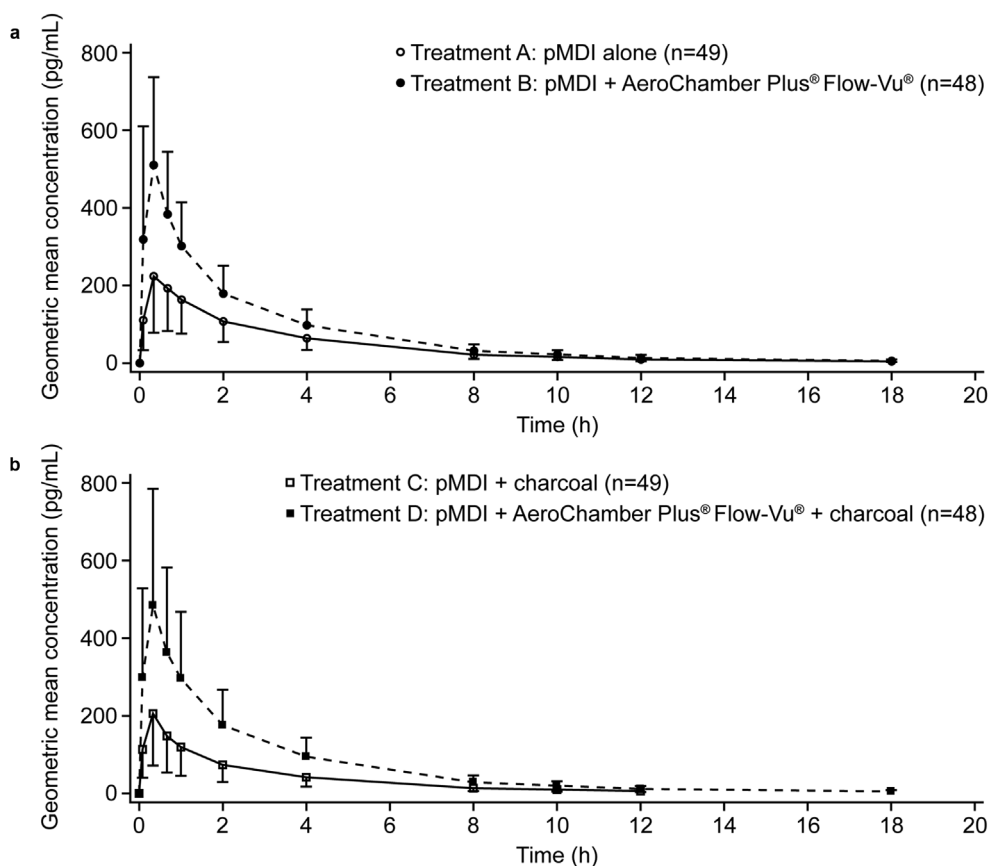 a
Geometric mean concentration (pg/mL)
800
600
400
200
0
Treatment A: pMDI alone (n=49)
Treatment B: pMDI + AeroChamber Plus® Flow-Vu® (n=48)
0 2 4 6 8 10 12 14 16 18 20
Time (h)
b
Geometric mean concentration (pg/mL)
800
600
400
200
0
Treatment C: pMDI + charcoal (n=49)
Treatment D: pMDI + AeroChamber Plus® Flow-Vu® + charcoal (n=48)
0 2 4 6 8 10 12 14 16 18 20
Time (h)